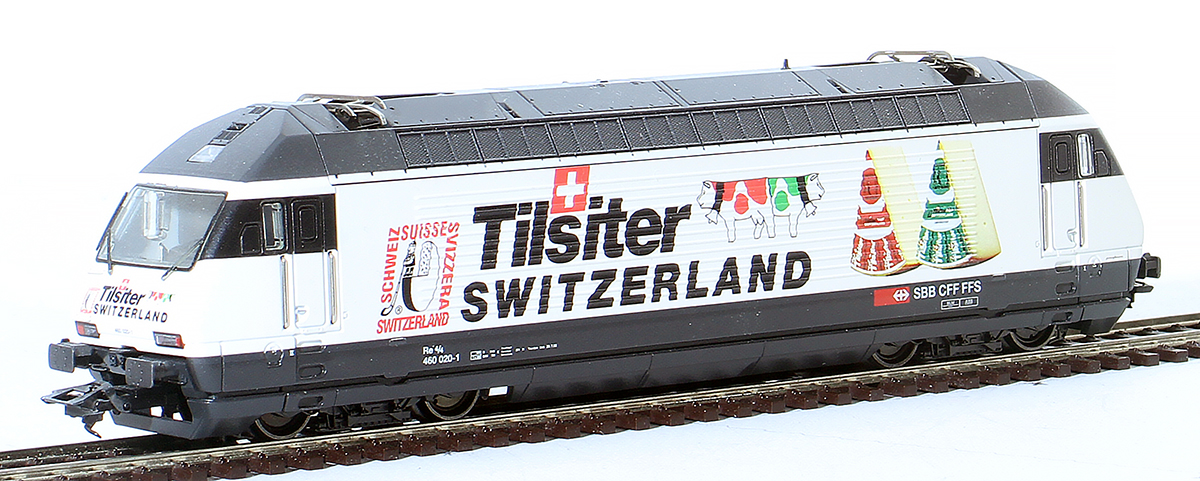 Tilsiter
SWITZERLAND
SCHWEIZ
SUISSE
SVIZZERA
SWITZERLAND
Tilsiter
SWITZERLAND
SBB CFF FFS
Re 4/4
460 020-1